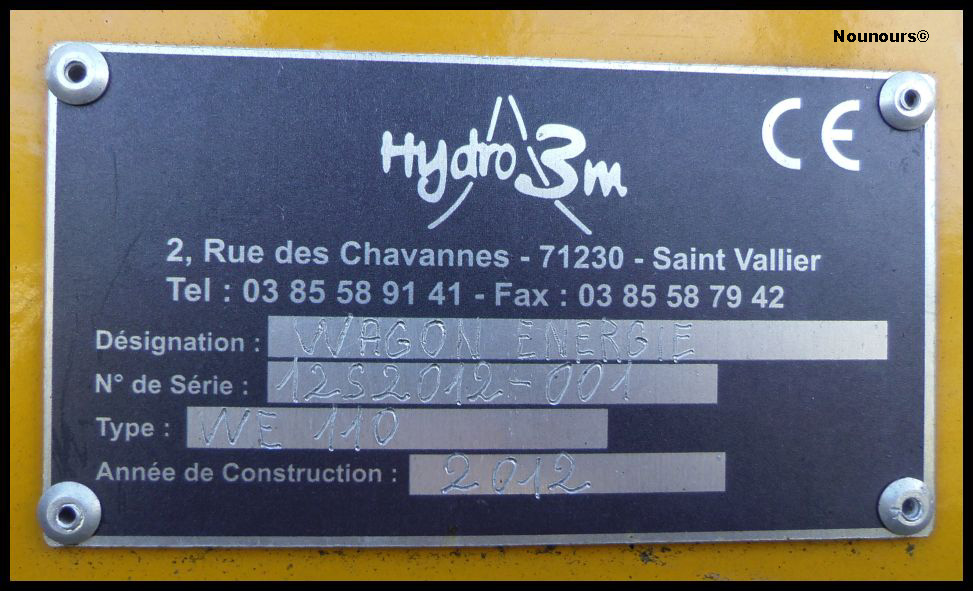 Nounours©
Hydro 3m
CE
2, Rue des Chavannes - 71230 - Saint Vallier
Tel : 03 85 58 91 41 - Fax : 03 85 58 79 42
Désignation : WAGON ENERGIE
N° de Série : 12S2012-001
Type : WE 110
Année de Construction : 2012